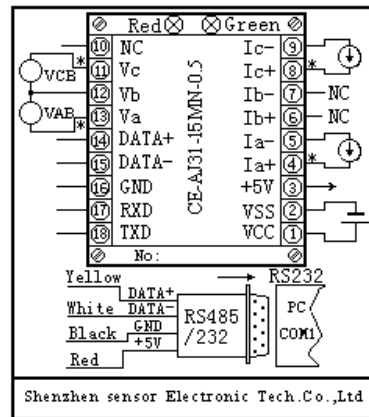 Red Green
10 NC Ic- 9
VCB * 11 Vc Ic+ 8 *
12 Vb Ib- 7 NC
VAB * 13 Va Ib+ 6 NC
14 DATA+ Ia- 5
15 DATA- Ia+ 4 *
16 GND +5V 3
17 RXD VSS 2
18 TXD VCC 1
CE-AJ31-15MN-0.5
No:
Yellow DATA+ RS232
White DATA- RS485 PC
Black GND /232 COM1
Red +5V
Shenzhen sensor Electronic Tech.Co.,Ltd